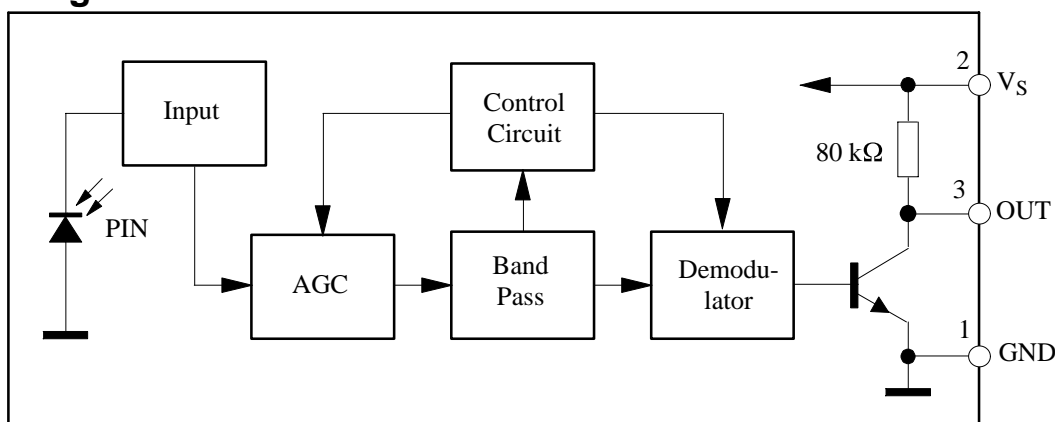 Input
PIN
AGC
Control
Circuit
Band
Pass
Demodu-
lator
80 kΩ
2
V_S
3
OUT
1
GND